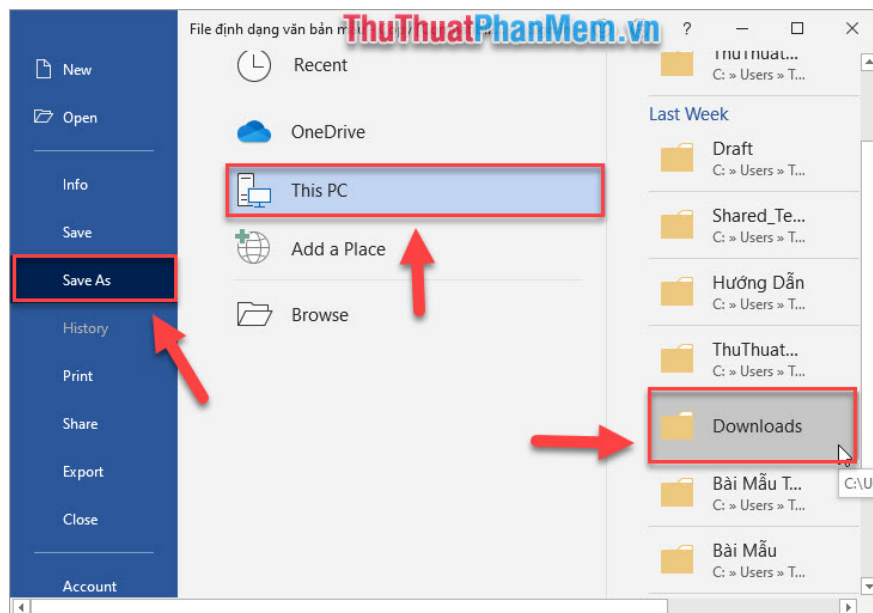 File định dạng văn bản
ThuThuatPhanMem.vn
?
New
Open
Info
Save
Save As
History
Print
Share
Export
Close
Account
Recent
OneDrive
This PC
Add a Place
Browse
ThuThuat...
C: » Users » T...
Last Week
Draft
C: » Users » T...
Shared_Te...
C: » Users » T...
Hướng Dẫn
C: » Users » T...
ThuThuat...
C: » Users » T...
Downloads
C:\U
Bài Mẫu T...
C: » Users » T...
Bài Mẫu
C: » Users » T...